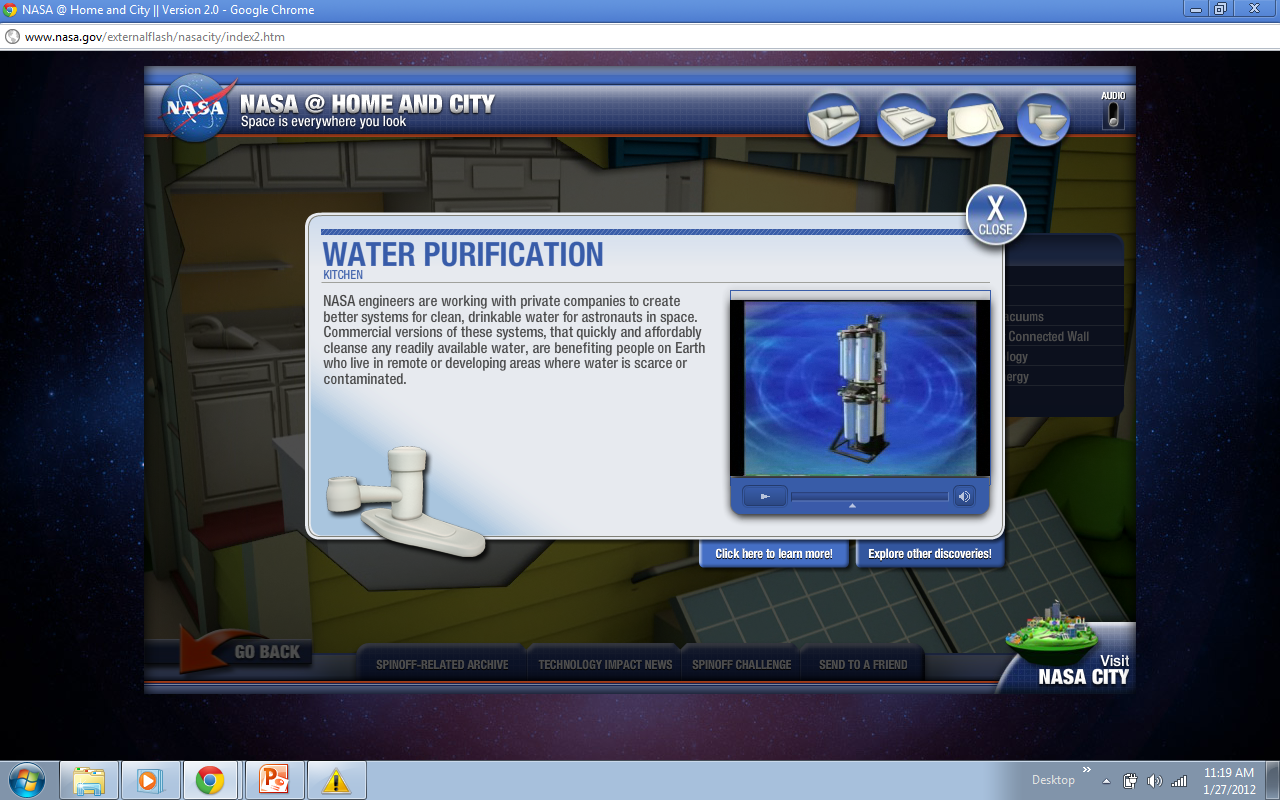 NASA @ Home and City || Version 2.0 - Google Chrome
www.nasa.gov/externalflash/nasacity/index2.htm
NASA
NASA @ HOME AND CITY
Space is everywhere you look
AUDIO
X
CLOSE
WATER PURIFICATION
KITCHEN
NASA engineers are working with private companies to create
better systems for clean, drinkable water for astronauts in space.
Commercial versions of these systems, that quickly and affordably
cleanse any readily available water, are benefiting people on Earth
who live in remote or developing areas where water is scarce or
contaminated.
Connected Wall
Click here to learn more!
Explore other discoveries!
GO BACK
SPINOFF-RELATED ARCHIVE
TECHNOLOGY IMPACT NEWS
SPINOFF CHALLENGE
SEND TO A FRIEND
Visit
NASA CITY
Desktop
11:19 AM
1/27/2012